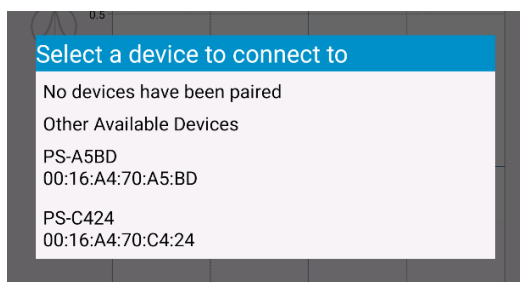 0.5
Select a device to connect to
No devices have been paired
Other Available Devices
PS-A5BD
00:16:A4:70:A5:BD
PS-C424
00:16:A4:70:C4:24